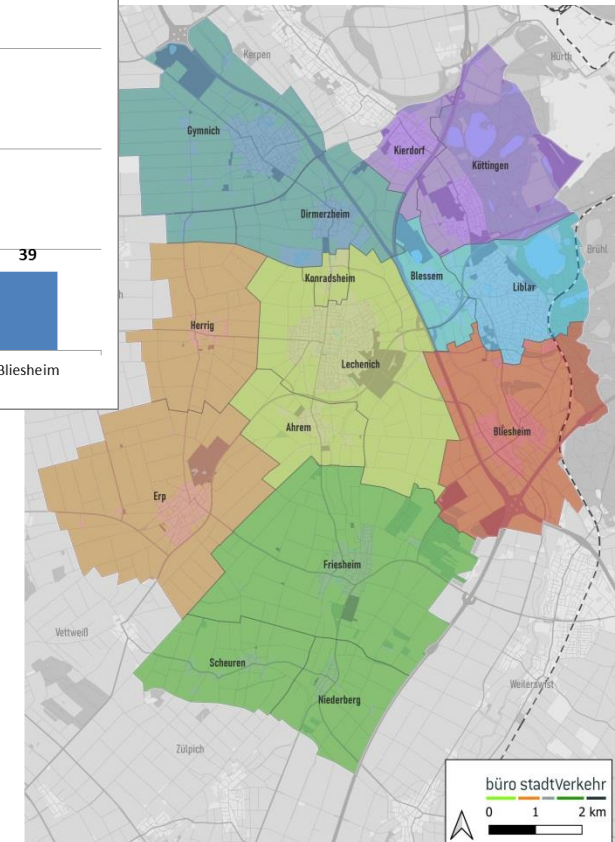 Kerpen
Hürth
Gymnich
Kierdorf
Köttingen
Dirmerzheim
Brühl
39
Konradsheim
Blessem
Liblar
h
Herrig
Bliesheim
Lechenich
Ahrem
Bliesheim
Erp
Friesheim
Vettweiß
Scheuren
Weilerswist
Niederberg
Zülpich
büro stadtVerkehr
0 1 2 km